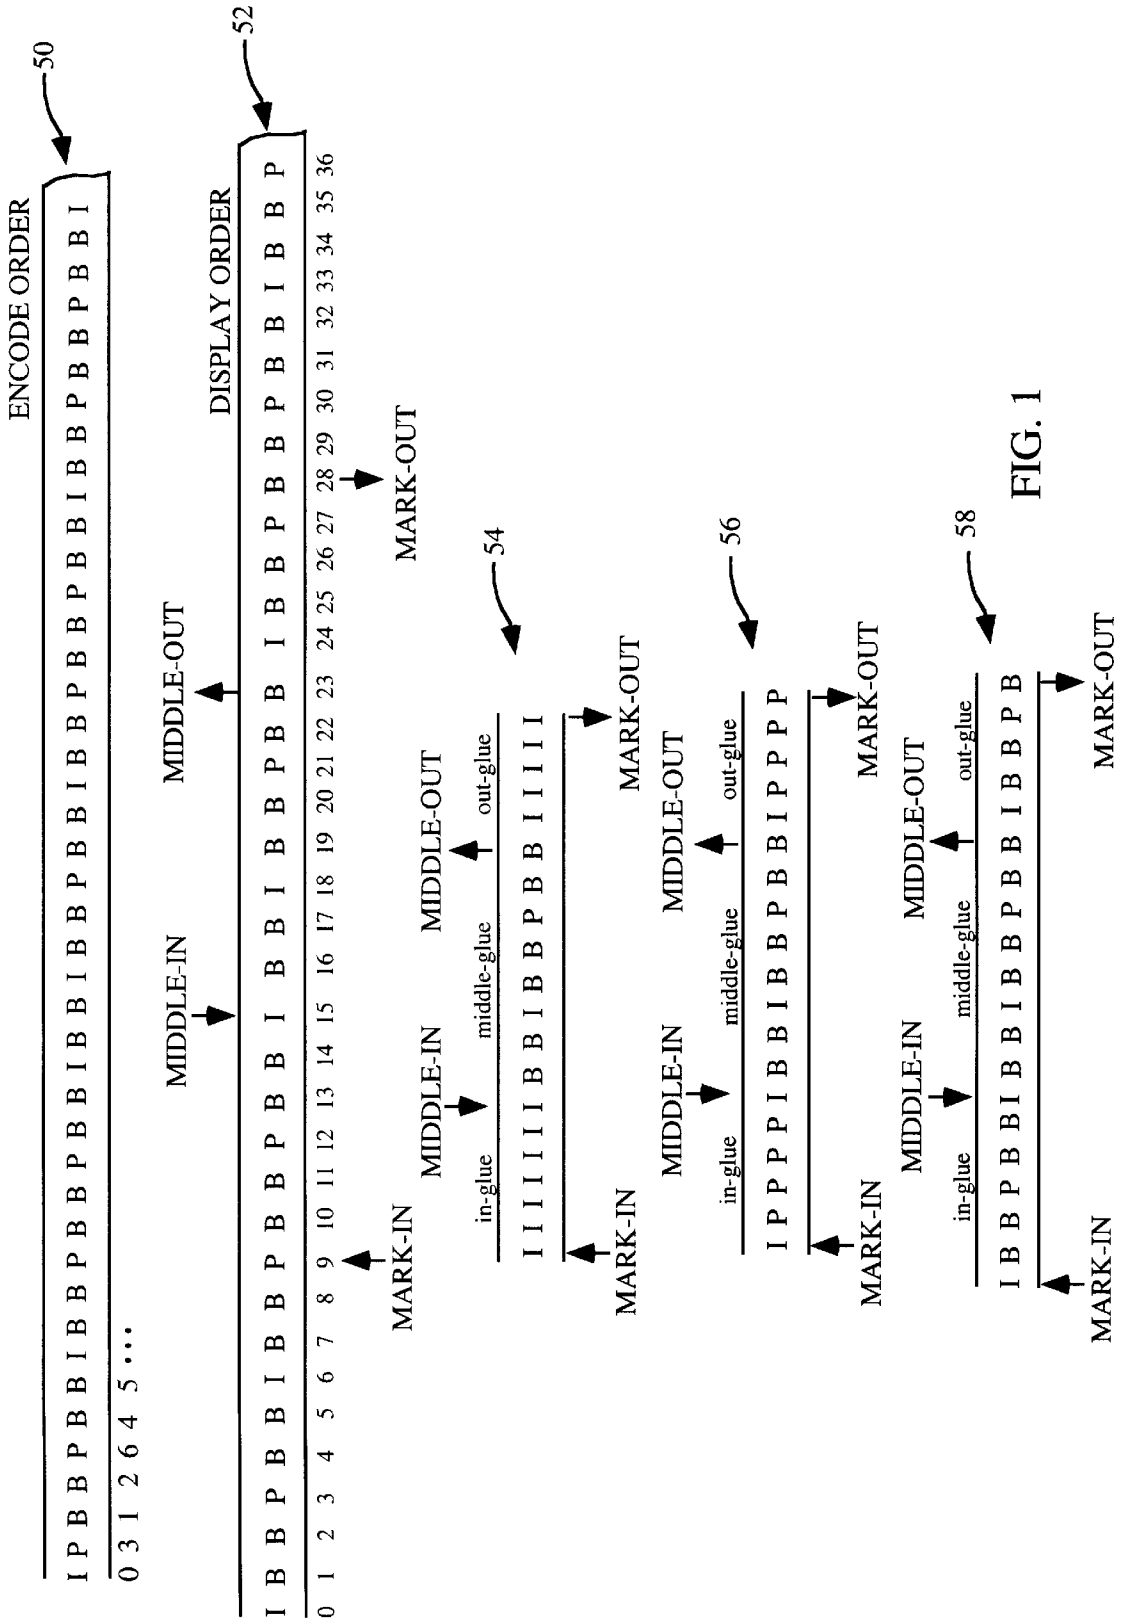 ENCODE ORDER
50
I P B B P B B I B B P B B P B B I B B I B B P B B I B B P B B P B B I B B P B B P B B I
0 3 1 2 6 4 5 ...
MIDDLE-IN
MIDDLE-OUT
DISPLAY ORDER
52
I B B P B B I B B P B B P B B I B B I B B P B B I B B P B B P B B I B B P
0 1 2 3 4 5 6 7 8 9 10 11 12 13 14 15 16 17 18 19 20 21 22 23 24 25 26 27 28 29 30 31 32 33 34 35 36
MARK-IN
MARK-OUT
MIDDLE-IN
MIDDLE-OUT
in-glue
middle-glue
out-glue
54
I I I I I I I B B I B B P B B I I I I I
MARK-IN
MARK-OUT
MIDDLE-IN
MIDDLE-OUT
in-glue
middle-glue
out-glue
56
I P P P P I B B I B B P B B I P P P P
MARK-IN
MARK-OUT
MIDDLE-IN
MIDDLE-OUT
in-glue
middle-glue
out-glue
58
I B B P B B I B B I B B P B B I B B P B
MARK-IN
MARK-OUT
FIG. 1